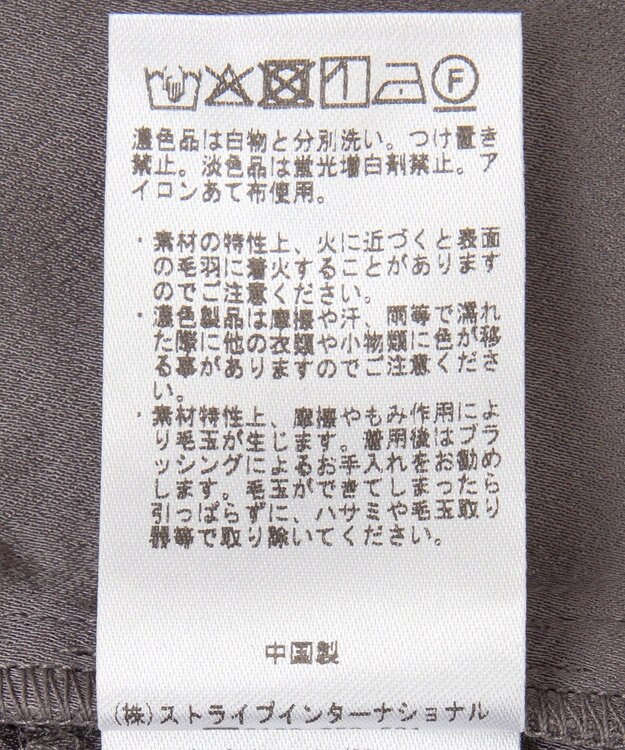 F
濃色品は白物と分別洗い。つけ置き
禁止。淡色品は蛍光増白剤禁止。ア
イロンあて布使用。
・素材の特性上、火に近づくと表面
の毛羽に着火することがあります
のでご注意ください。
・濃色製品は摩擦や汗、雨等で濡れ
た際に他の衣類や小物に色が移
る事がありますのでご注意くださ
い。
・素材特性上、摩擦やもみ作用によ
り毛玉が生じます。着用後はブラ
ッシングによるお手入れをお勧め
します。毛玉ができてしまったら
引っぱらずに、ハサミや毛玉取り
器等で取り除いてください。
中国製
(株)ストライプインターナショナル